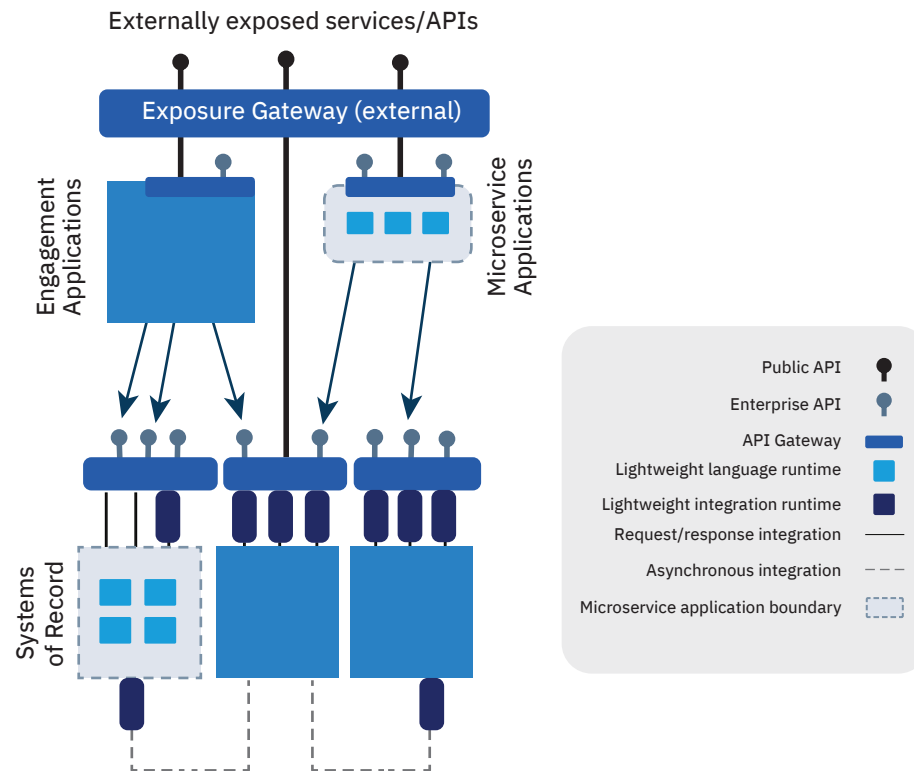 Externally exposed services/APIs
Exposure Gateway (external)
Engagement
Applications
Microservice
Applications
Public API
Enterprise API
API Gateway
Lightweight language runtime
Lightweight integration runtime
Request/response integration
Asynchronous integration
Microservice application boundary
Systems
of Record